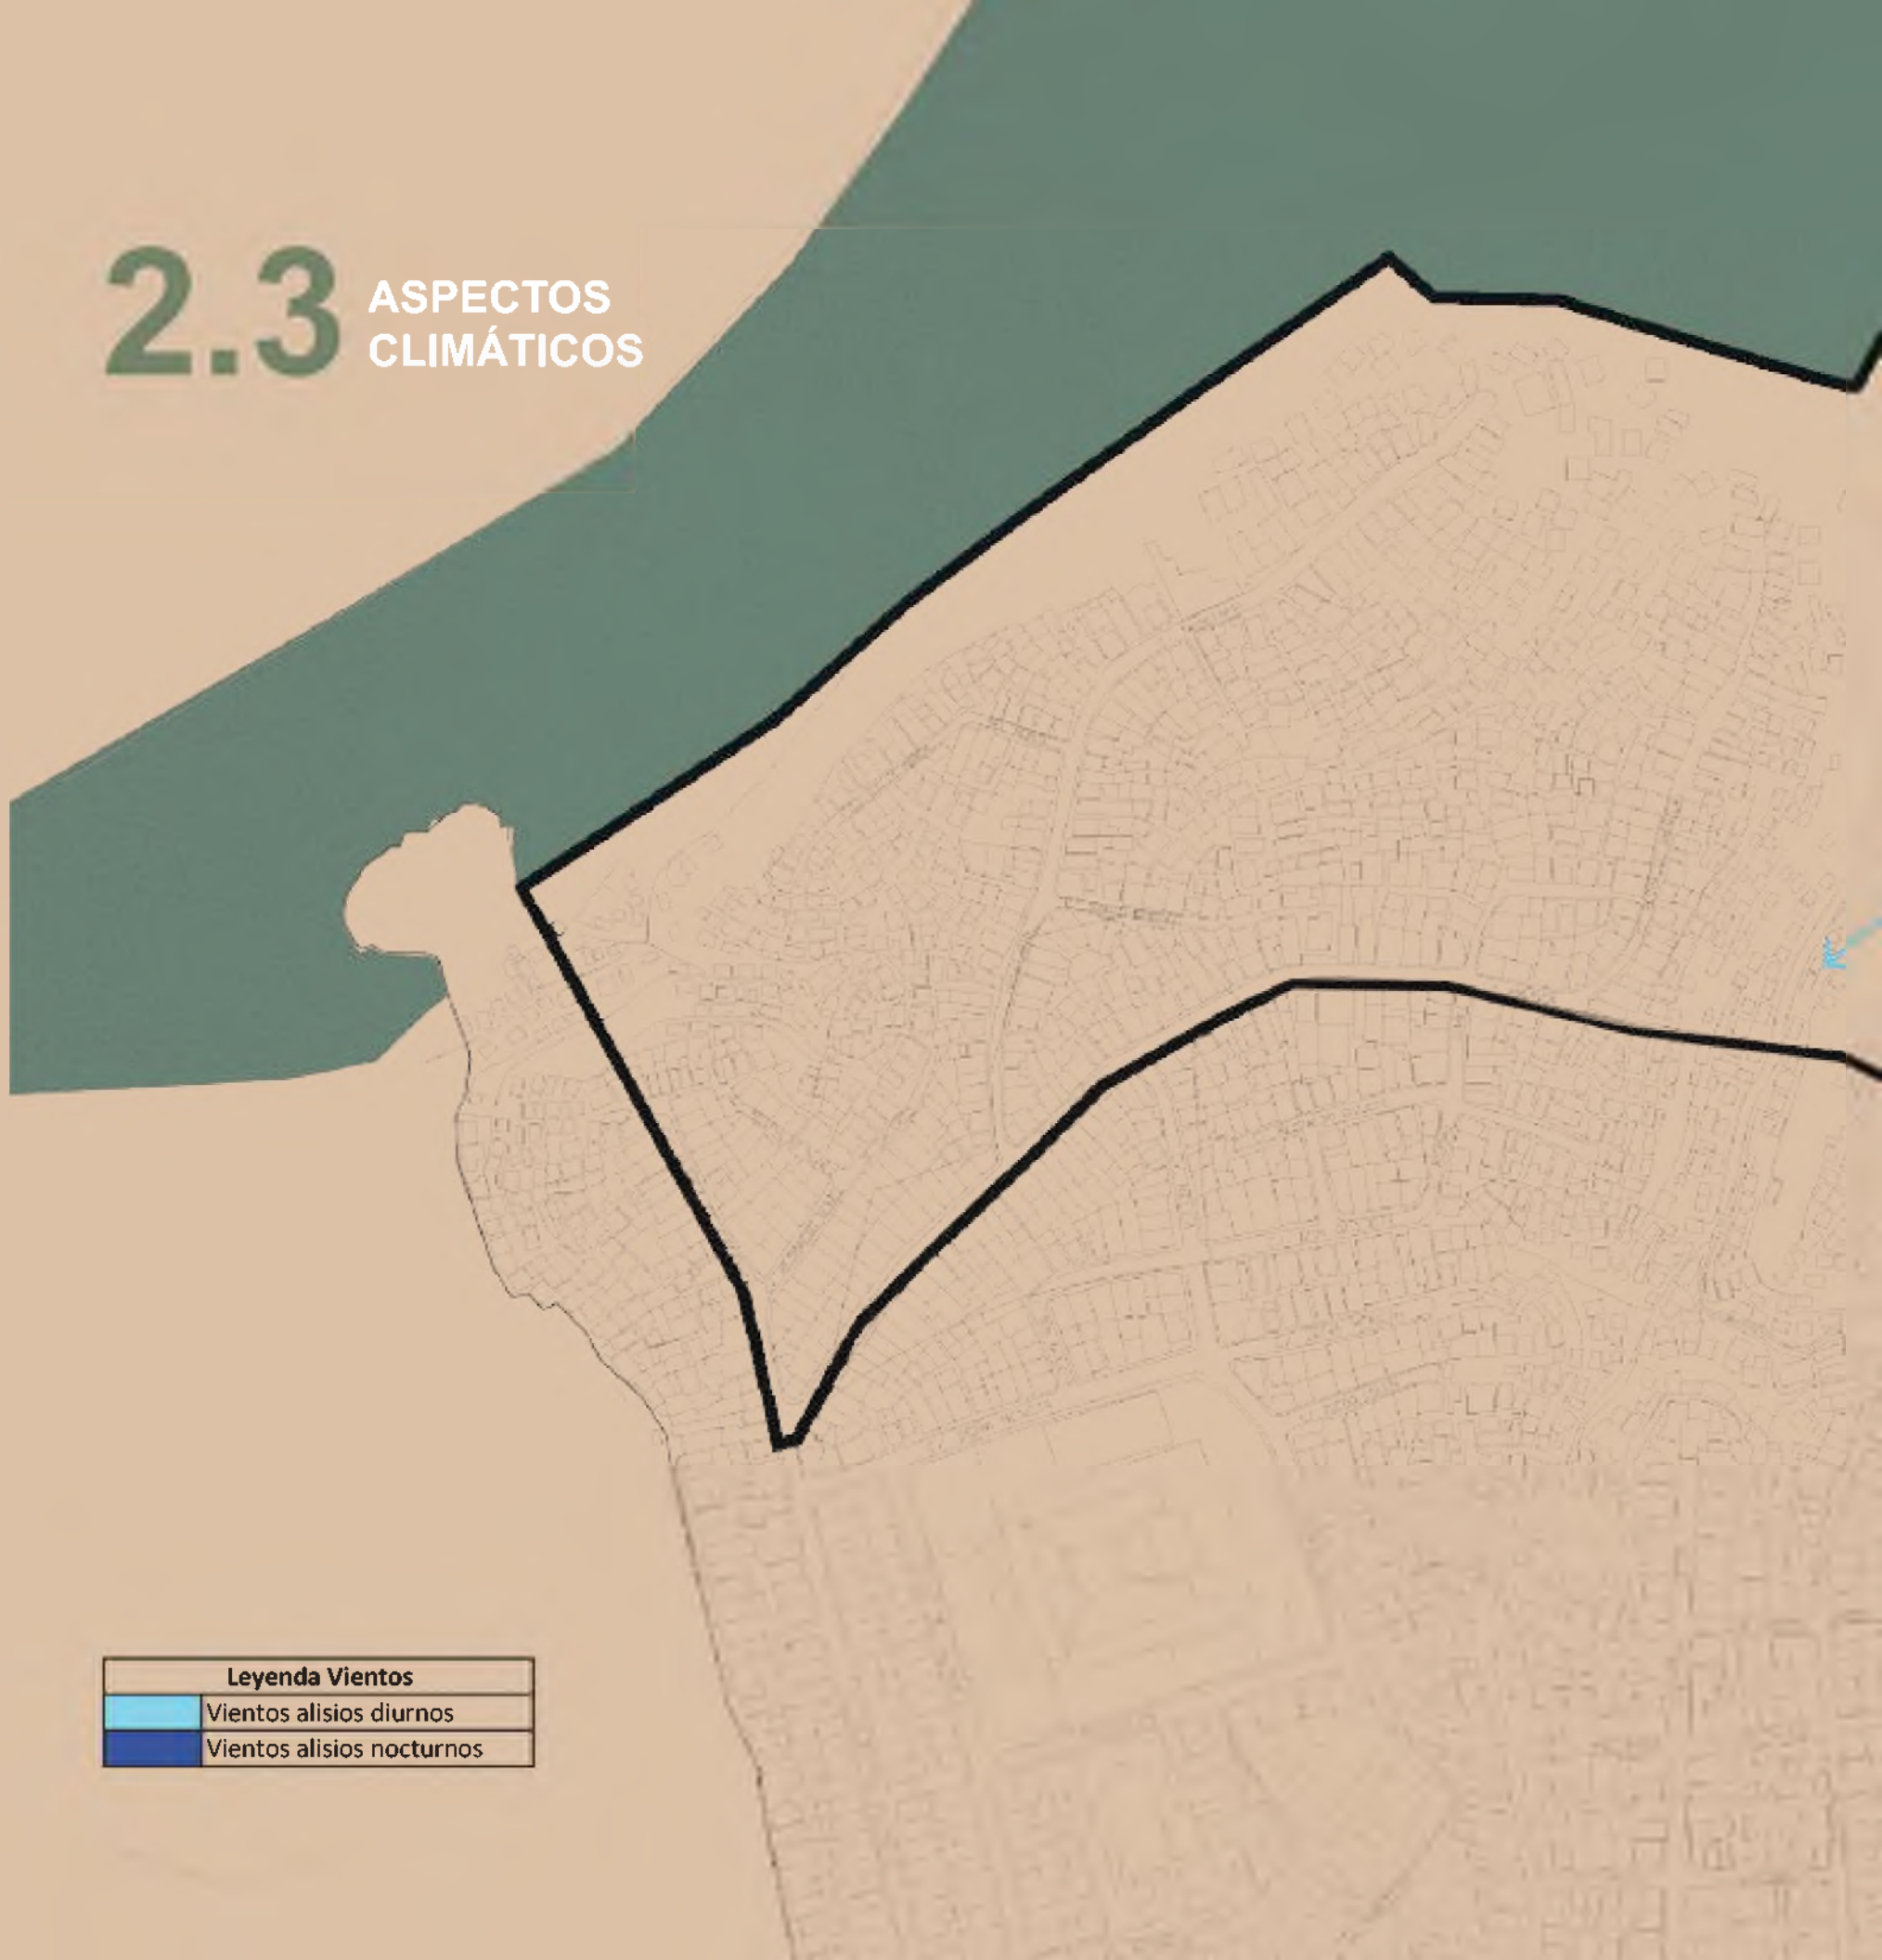 2.3 ASPECTOS
CLIMÁTICOS
Leyenda Vientos
Vientos alisios diurnos
Vientos alisios nocturnos